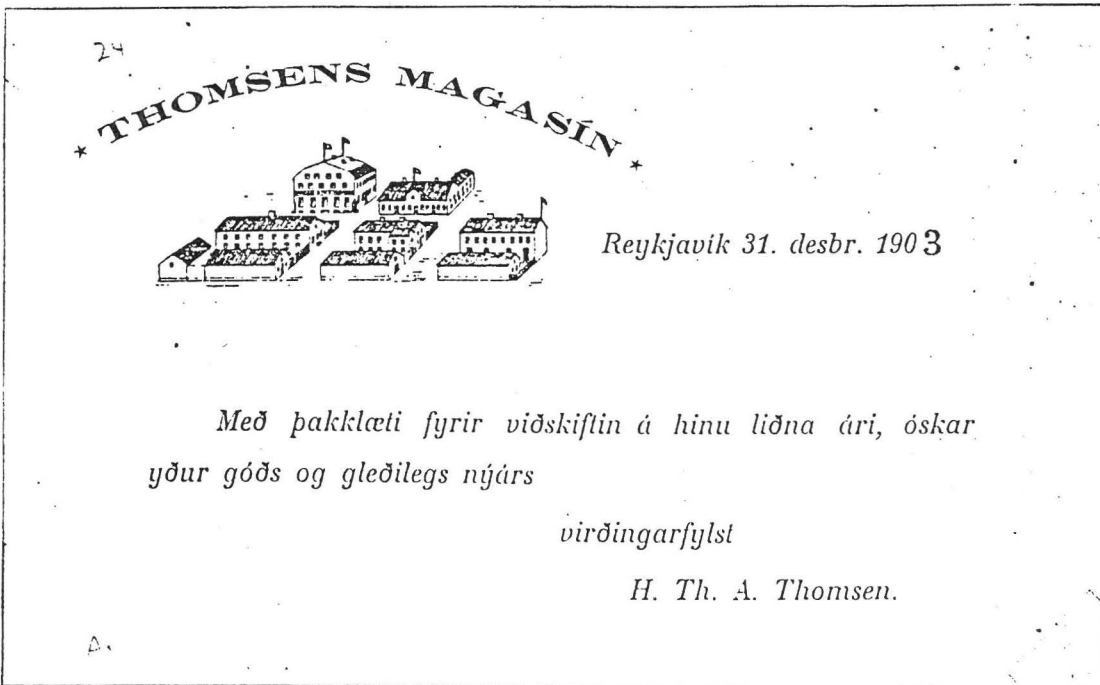 24
* THOMSENS MAGASÍN *
Reykjavík 31. desbr. 1903
Með þakklæti fyrir viðskiftin á hinu liðna ári, óskar
yður góðs og gleðilegs nýárs
virðingarfylst
H. Th. A. Thomsen.